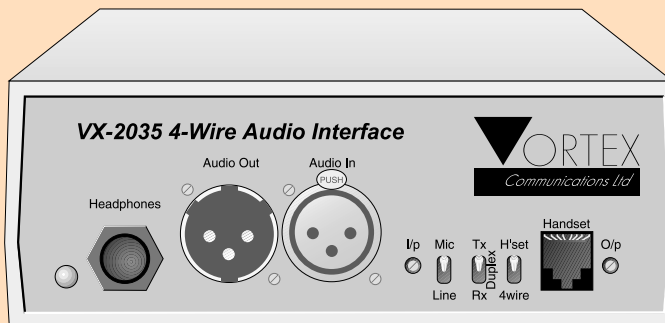 VX-2035 4-Wire Audio Interface
VORTEX
Communications Ltd
Audio Out
Audio In
PUSH
Headphones
Handset
I/p
Mic
Tx
H'set
O/p
Duplex
Line
Rx
4wire